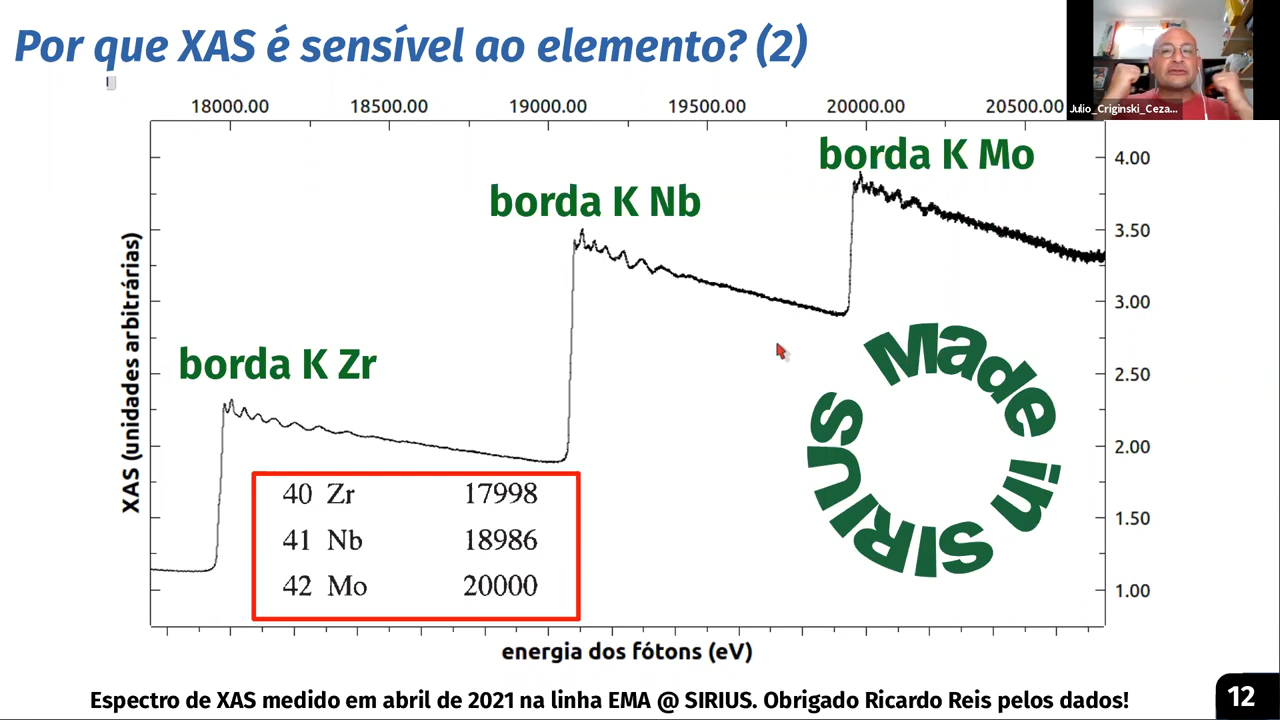 Por que XAS é sensível ao elemento? (2)
Julio_Criginski_Ceza...
18000.00 18500.00 19000.00 19500.00 20000.00 20500.00
borda K Mo
borda K Nb
borda K Zr
4.00
3.50
3.00
2.50
2.00
1.50
1.00
XAS (unidades arbitrárias)
Made in SIRIUS
40 Zr 17998
41 Nb 18986
42 Mo 20000
energia dos fótons (eV)
Espectro de XAS medido em abril de 2021 na linha EMA @ SIRIUS. Obrigado Ricardo Reis pelos dados!
12